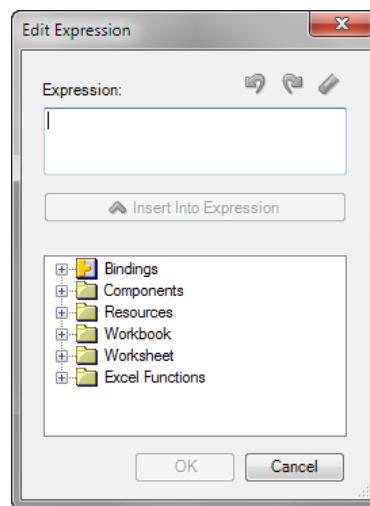 Edit Expression
Expression:
Insert Into Expression
Bindings
Components
Resources
Workbook
Worksheet
Excel Functions
OK
Cancel